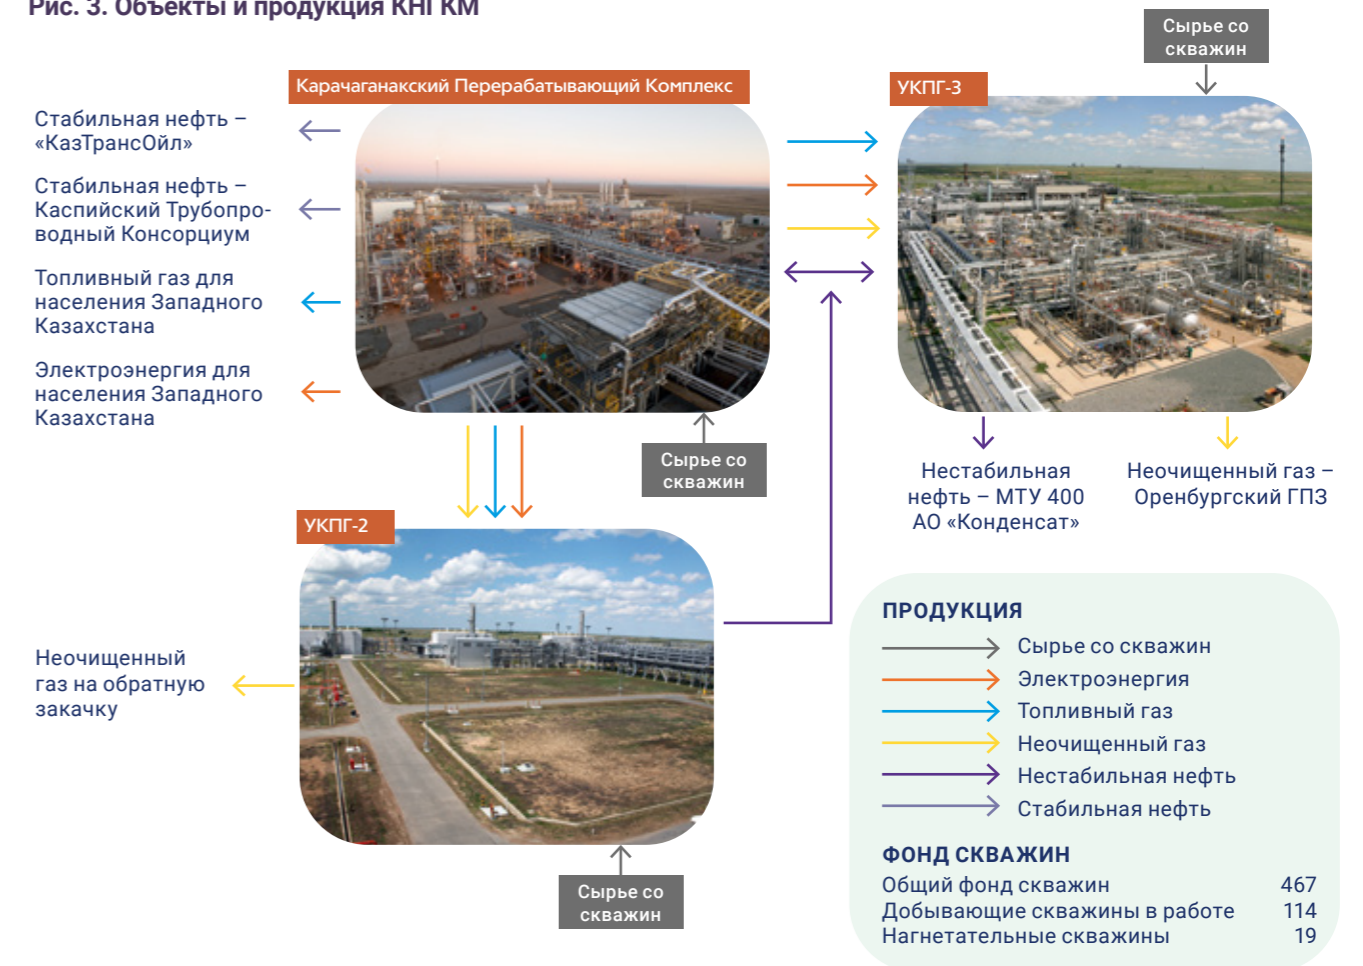 Рис. 3. Объекты и продукция КНГКМ
Сырье со
скважин
Карачаганакский Перерабатывающий Комплекс
УКПГ-3
Стабильная нефть –
«КазТрансОйл»
Стабильная нефть –
Каспийский Трубопро-
водный Консорциум
Топливный газ для
населения Западного
Казахстана
Электроэнергия для
населения Западного
Казахстана
Сырье со
скважин
Нестабильная
нефть – МТУ 400
АО «Конденсат»
Неочищенный газ –
Оренбургский ГПЗ
УКПГ-2
Неочищенный
газ на обратную
закачку
Сырье со
скважин
ПРОДУКЦИЯ
Сырье со скважин
Электроэнергия
Топливный газ
Неочищенный газ
Нестабильная нефть
Стабильная нефть
ФОНД СКВАЖИН
Общий фонд скважин 467
Добывающие скважины в работе 114
Нагнетательные скважины 19